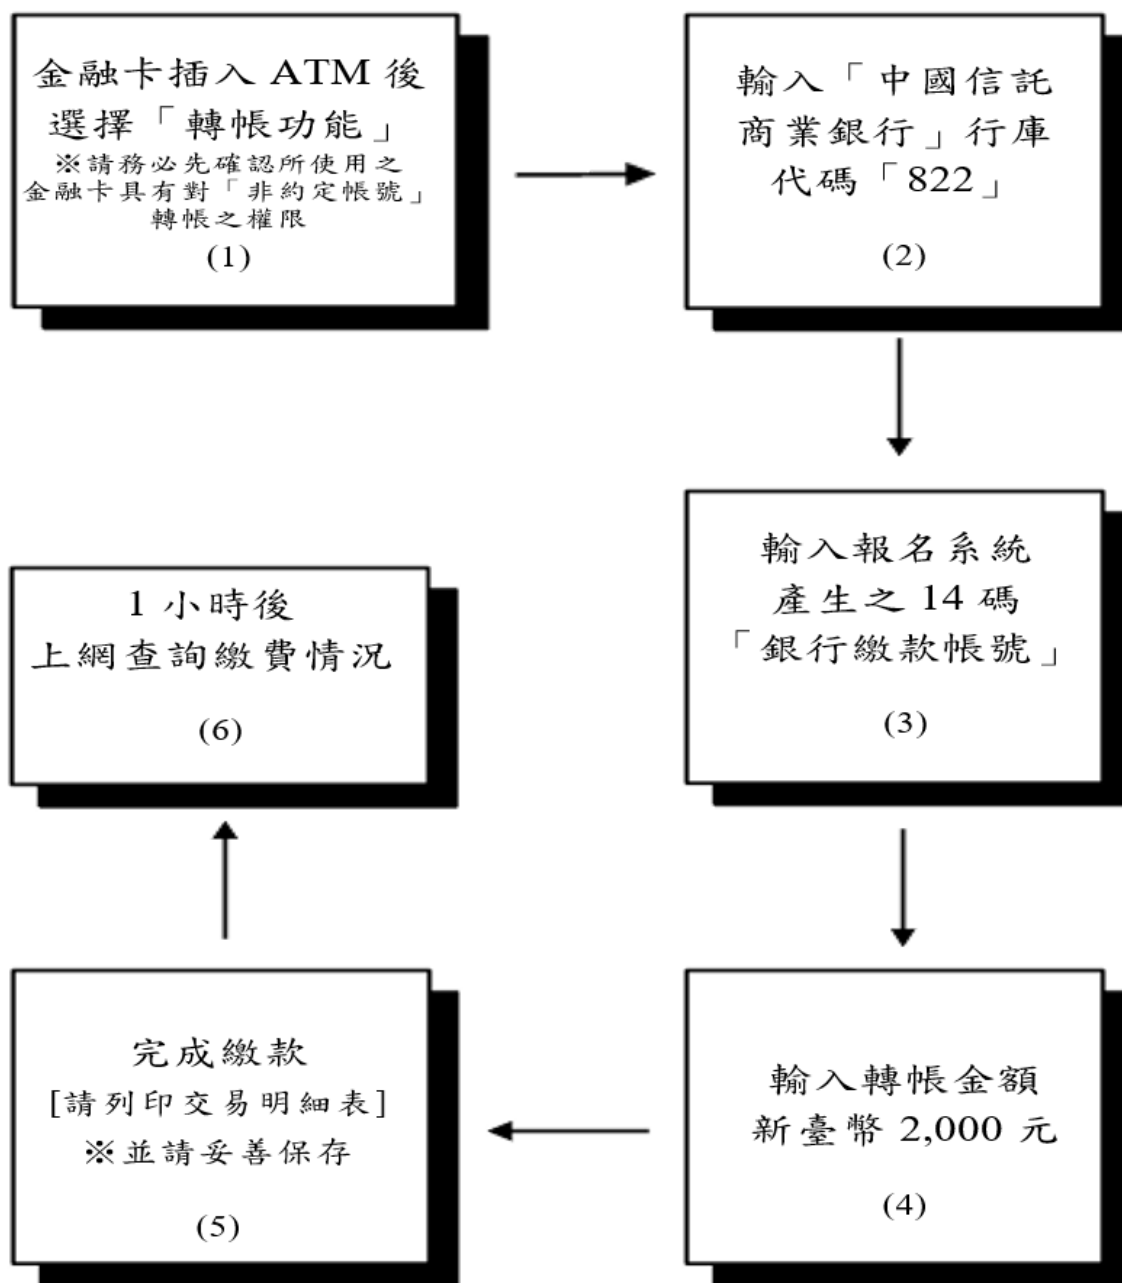 金融卡插入 ATM 後
選擇「轉帳功能」
※請務必先確認所使用之
金融卡具有對「非約定帳號」
轉帳之權限
(1)
輸入「中國信託
商業銀行」行庫
代碼「822」
(2)
輸入報名系統
產生之 14 碼
「銀行繳款帳號」
(3)
輸入轉帳金額
新臺幣 2,000 元
(4)
完成繳款
[請列印交易明細表]
※並請妥善保存
(5)
1 小時後
上網查詢繳費情況
(6)